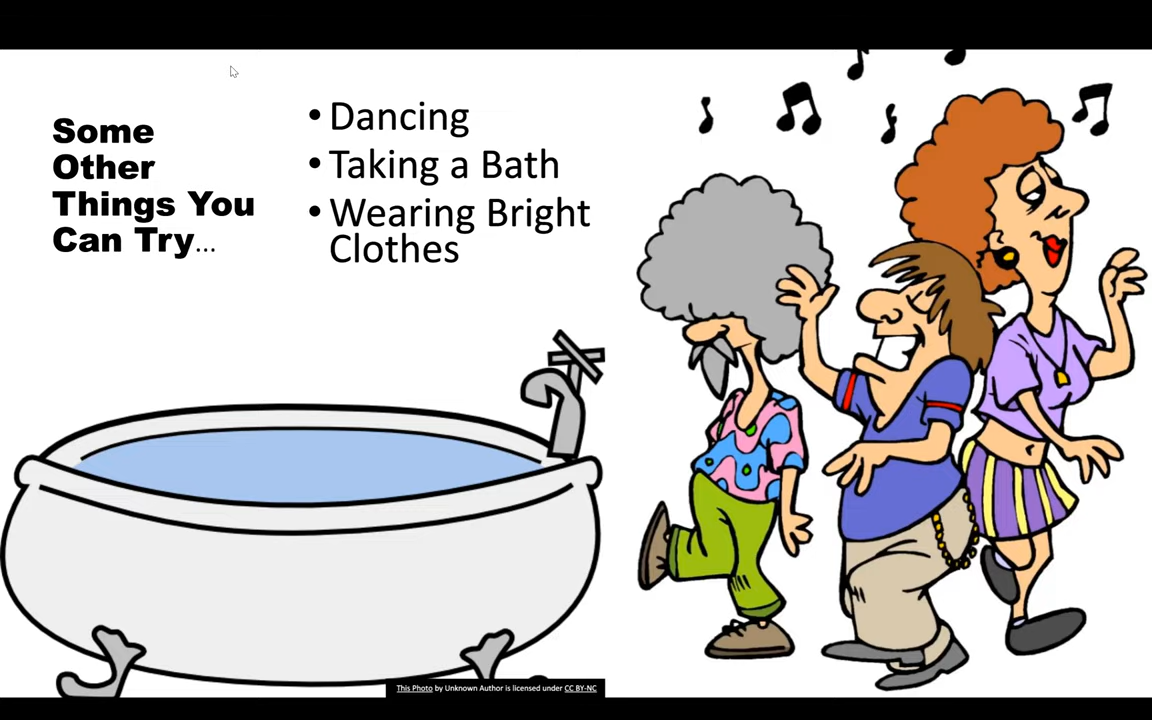 Some
Other
Things You
Can Try...
• Dancing
• Taking a Bath
• Wearing Bright
Clothes
This Photo by Unknown Author is licensed under CC BY-NC